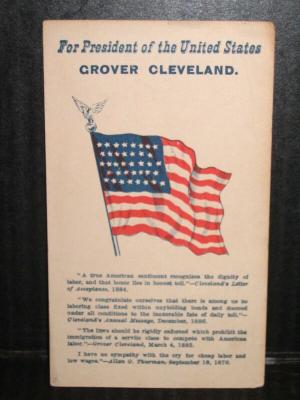 For President of the United States
GROVER CLEVELAND.
"A true American sentiment recognizes the dignity of
labor, and that honor lies in honest toil."—Cleveland's Letter
of Acceptance, 1884.
"We congratulate ourselves that there is among us no
laboring class fixed within unyielding bonds and doomed
under all conditions to the inexorable fate of daily toil."—
Cleveland's Annual Message, December, 1886.
"The laws should be rigidly enforced which prohibit the
immigration of a servile class to compete with American
labor."—Grover Cleveland, March 4, 1885.
I have no sympathy with the cry for cheap labor and
low wages."—Allen G. Thurman, September 10, 1872.